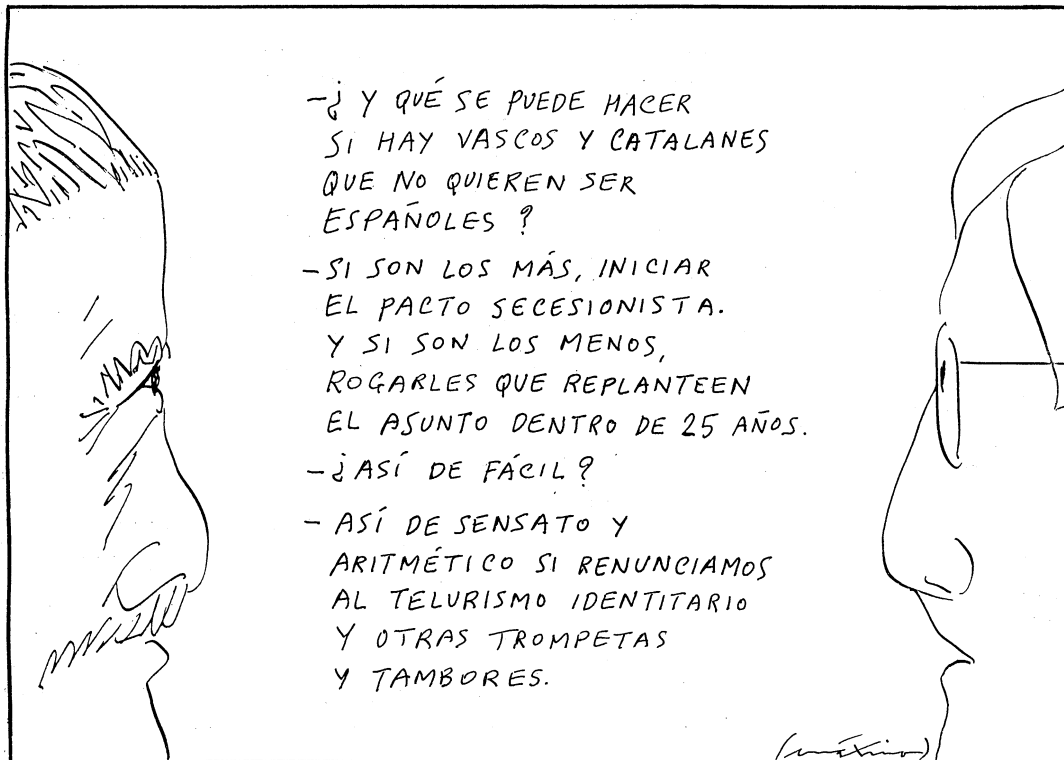 –¿Y QUÉ SE PUEDE HACER
SI HAY VASCOS Y CATALANES
QUE NO QUIEREN SER
ESPAÑOLES?
–SI SON LOS MÁS, INICIAR
EL PACTO SECESIONISTA.
Y SI SON LOS MENOS,
ROGARLES QUE REPLANTEEN
EL ASUNTO DENTRO DE 25 AÑOS.
–¿ASÍ DE FÁCIL?
–ASÍ DE SENSATO Y
ARITMÉTICO SI RENUNCIAMOS
AL TELURISMO IDENTITARIO
Y OTRAS TROMPETAS
Y TAMBORES.
(máximo)